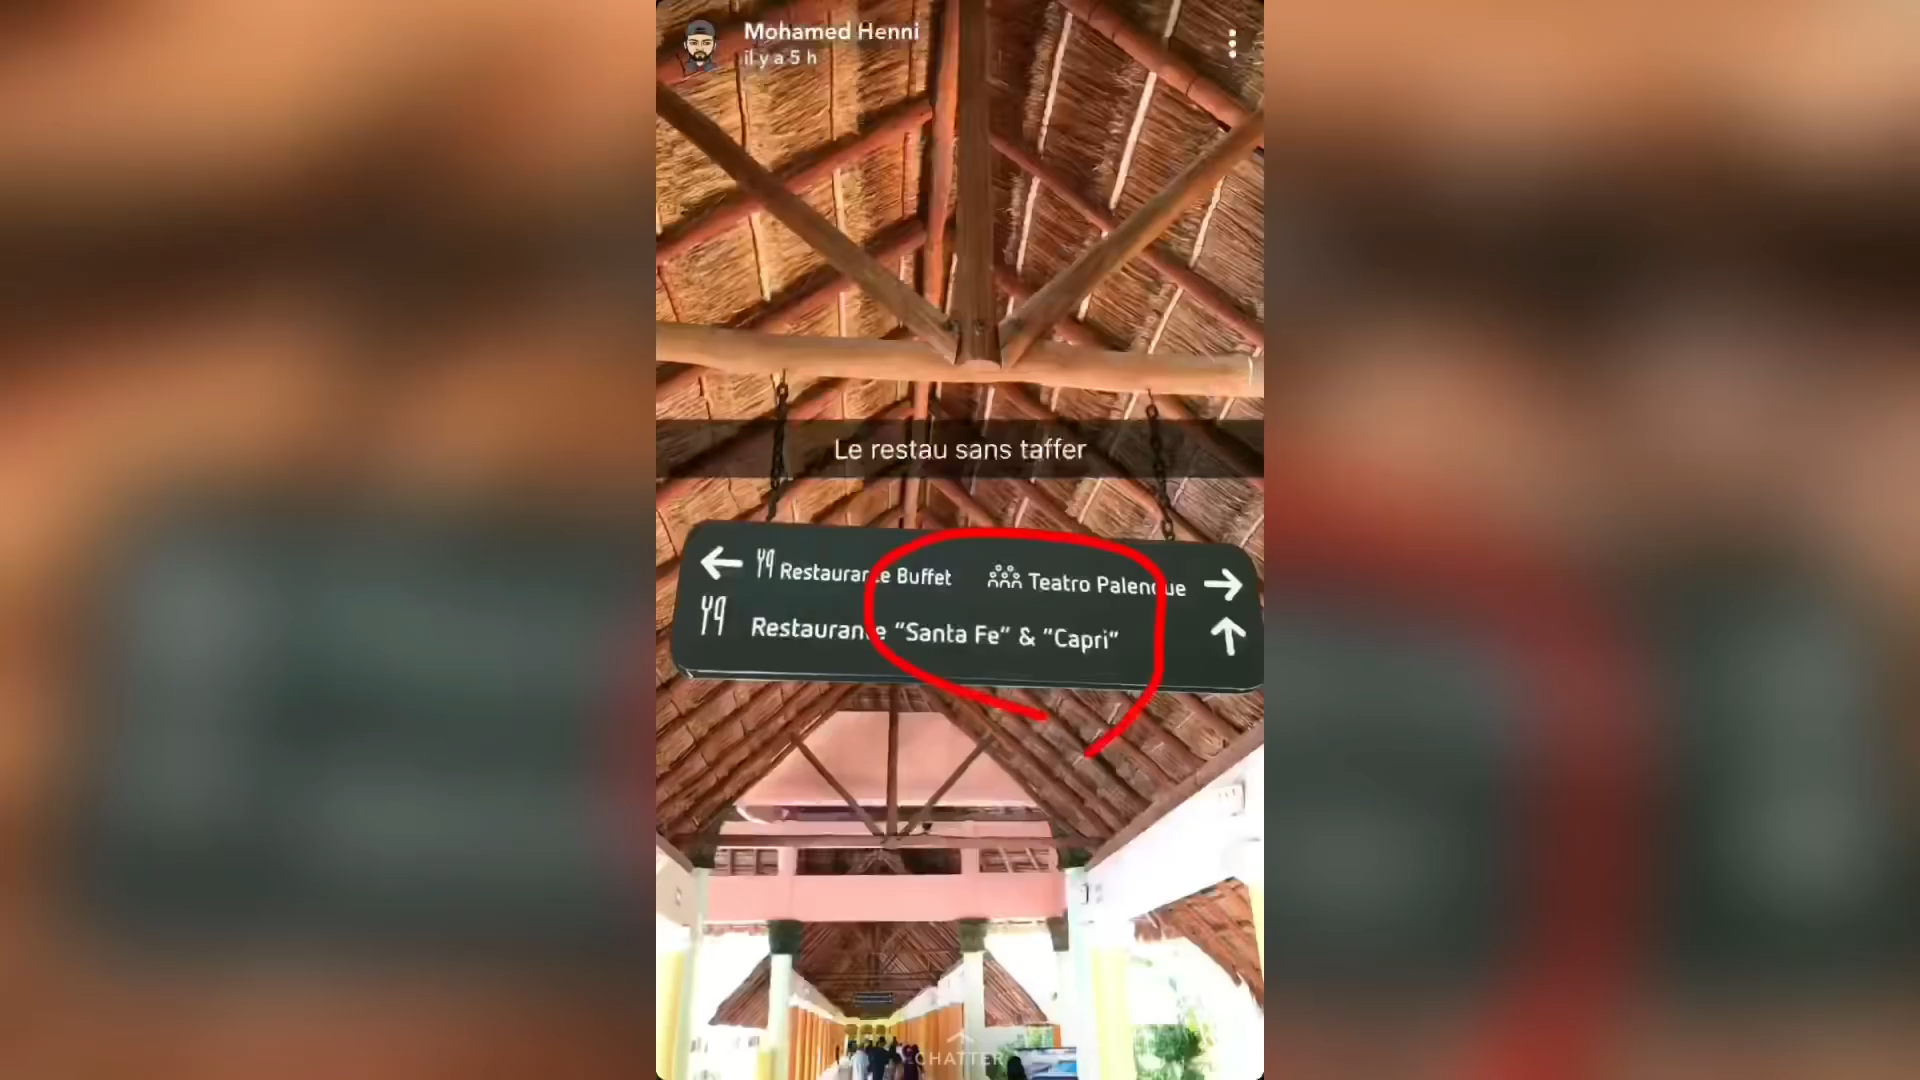 Mohamed Henni
il y a 5 h
Le restau sans taffer
Restaurante Buffet
Teatro Palenque
Restaurante "Santa Fe" & "Capri"
CHATTER